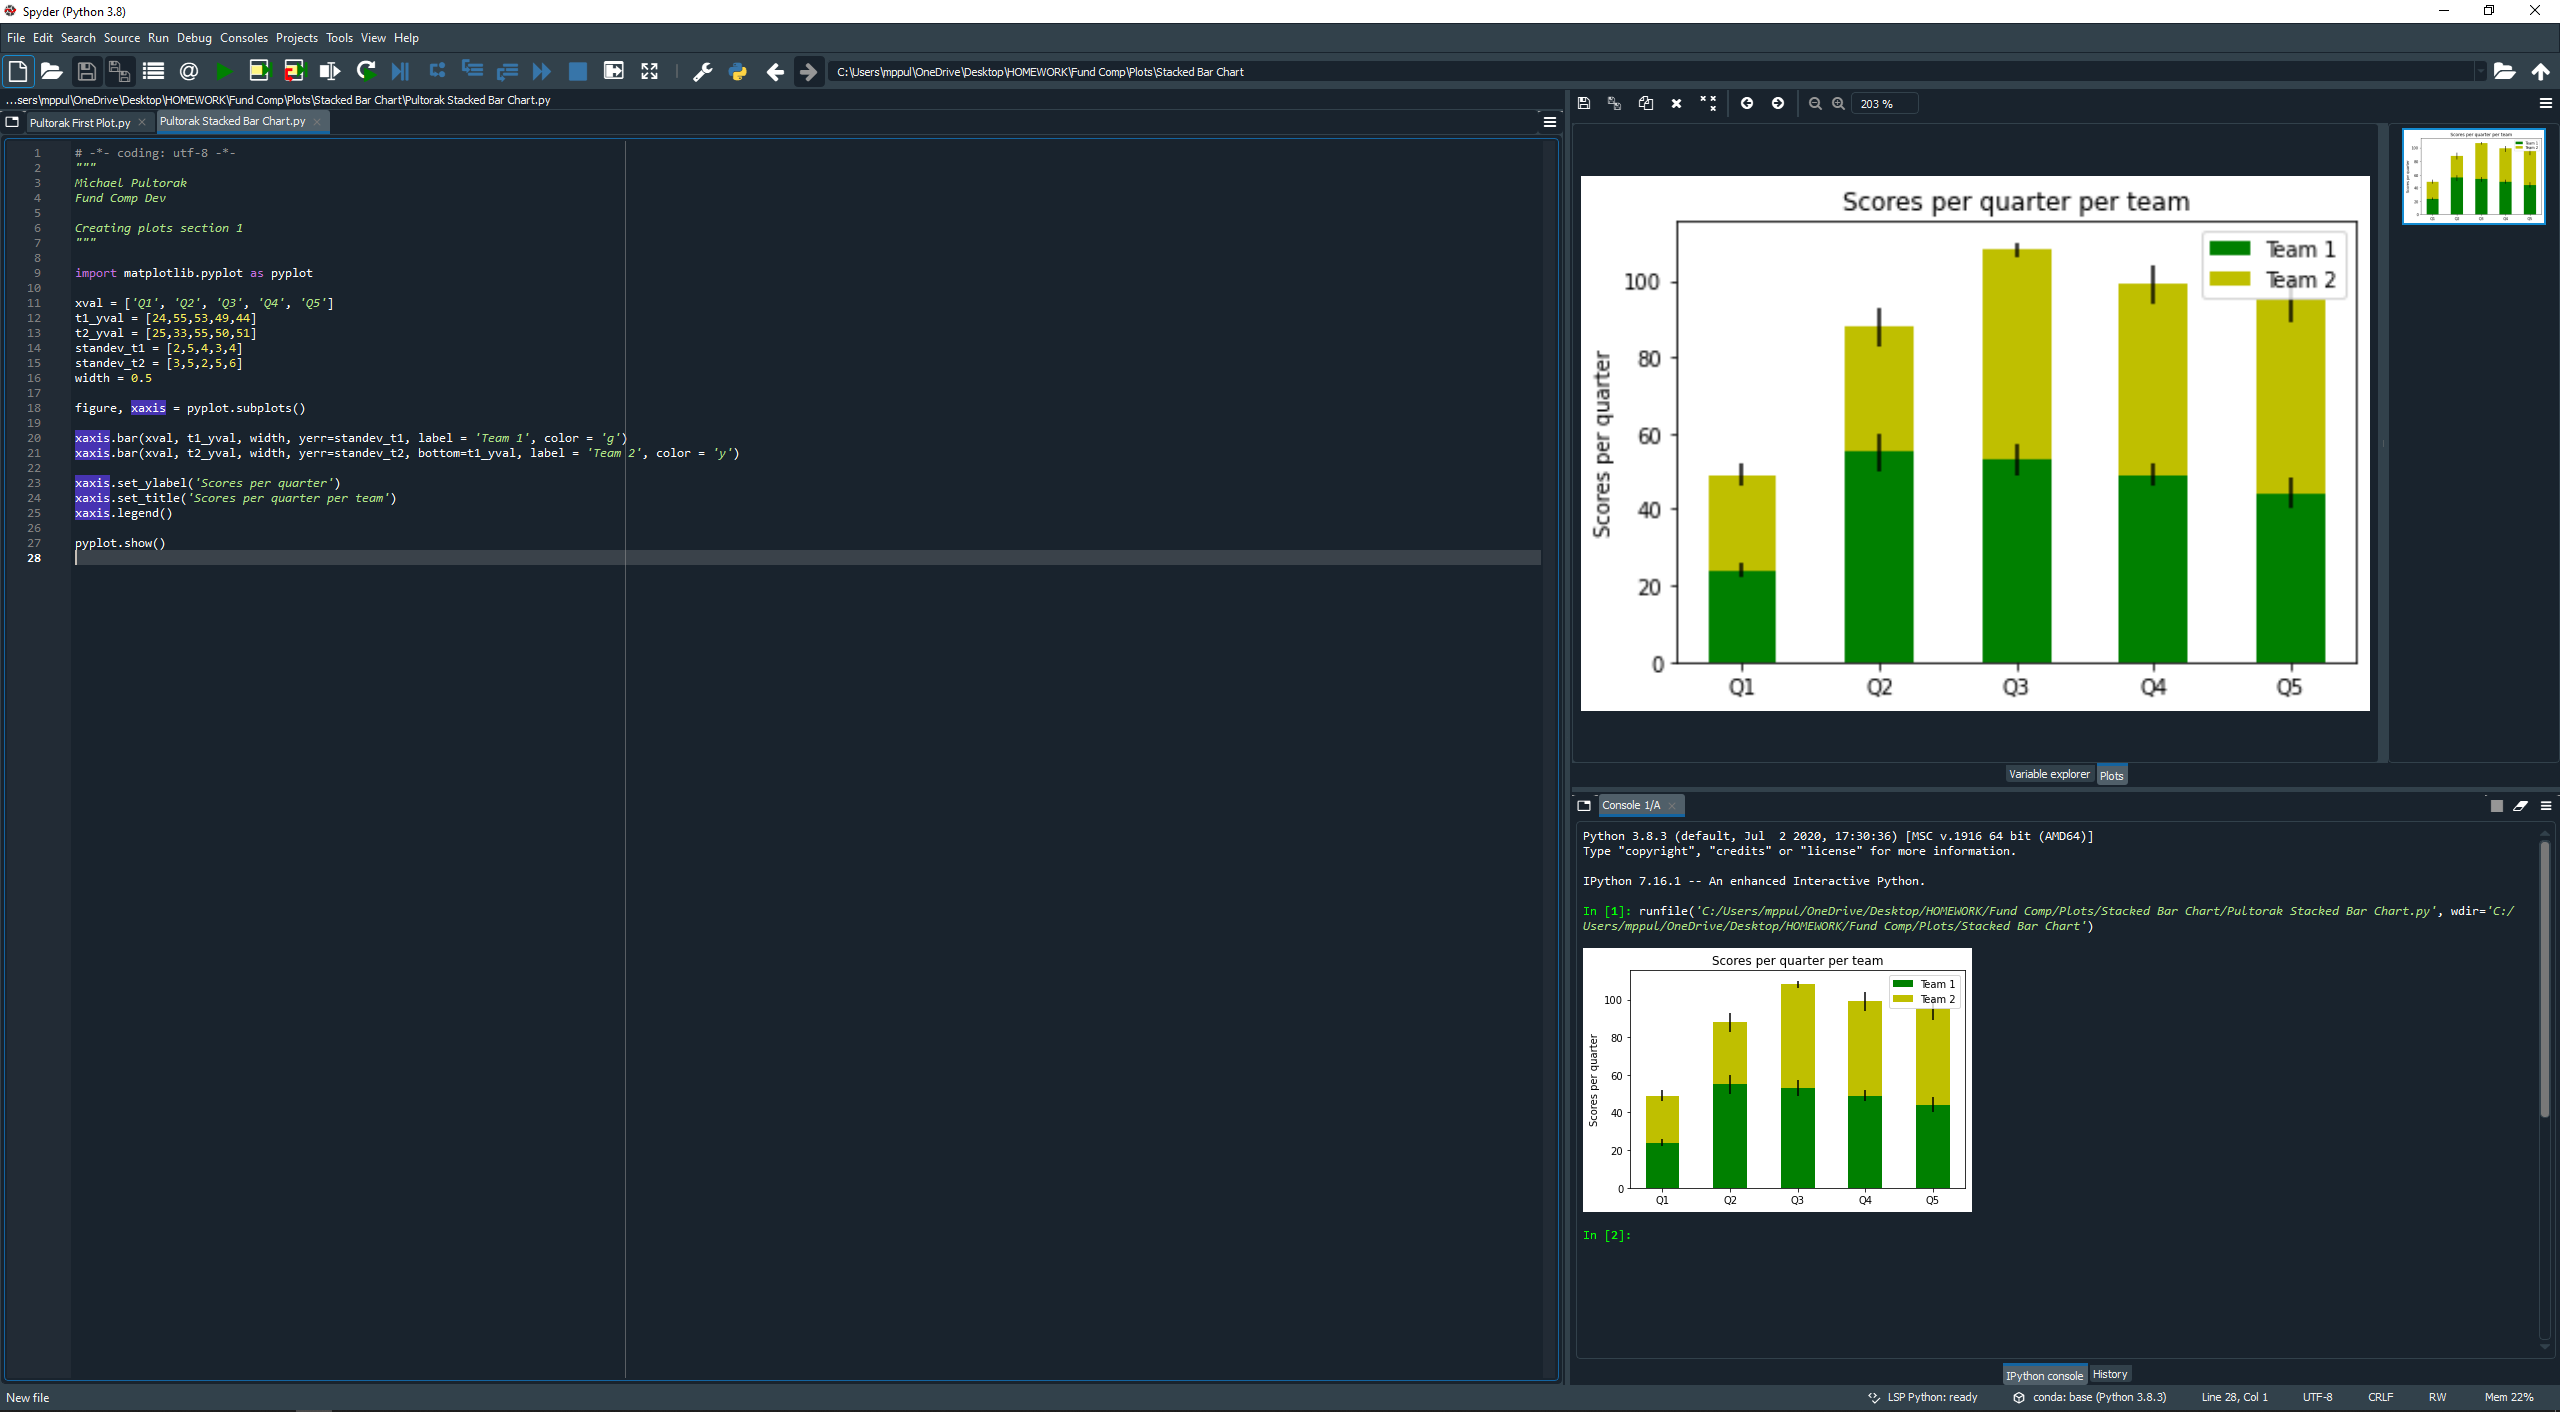 Spyder (Python 3.8)
File Edit Search Source Run Debug Consoles Projects Tools View Help
C:\Users\mppul\OneDrive\Desktop\HOMEWORK\Fund Comp\Plots\Stacked Bar Chart
...sers\mppul\OneDrive\Desktop\HOMEWORK\Fund Comp\Plots\Stacked Bar Chart\Pultorak Stacked Bar Chart.py
Pultorak First Plot.py
Pultorak Stacked Bar Chart.py
1 # -*- coding: utf-8 -*-
2 """
3 Michael Pultorak
4 Fund Comp Dev
5
6 Creating plots section 1
7 """
8
9 import matplotlib.pyplot as pyplot
10
11 xval = ['Q1', 'Q2', 'Q3', 'Q4', 'Q5']
12 t1_yval = [24,55,53,49,44]
13 t2_yval = [25,33,55,50,51]
14 standev_t1 = [2,5,4,3,4]
15 standev_t2 = [3,5,2,5,6]
16 width = 0.5
17
18 figure, xaxis = pyplot.subplots()
19
20 xaxis.bar(xval, t1_yval, width, yerr=standev_t1, label = 'Team 1', color = 'g')
21 xaxis.bar(xval, t2_yval, width, yerr=standev_t2, bottom=t1_yval, label = 'Team 2', color = 'y')
22
23 xaxis.set_ylabel('Scores per quarter')
24 xaxis.set_title('Scores per quarter per team')
25 xaxis.legend()
26
27 pyplot.show()
28
203 %
Scores per quarter per team
Team 1
Team 2
Scores per quarter
100
80
60
40
20
0
Q1 Q2 Q3 Q4 Q5
Scores per quarter per team
Variable explorer Plots
Console 1/A
Python 3.8.3 (default, Jul  2 2020, 17:30:36) [MSC v.1916 64 bit (AMD64)]
Type "copyright", "credits" or "license" for more information.
IPython 7.16.1 -- An enhanced Interactive Python.
In [1]: runfile('C:/Users/mppul/OneDrive/Desktop/HOMEWORK/Fund Comp/Plots/Stacked Bar Chart/Pultorak Stacked Bar Chart.py', wdir='C:/
Users/mppul/OneDrive/Desktop/HOMEWORK/Fund Comp/Plots/Stacked Bar Chart')
Scores per quarter per team
Team 1
Team 2
Scores per quarter
100
80
60
40
20
0
Q1 Q2 Q3 Q4 Q5
In [2]:
IPython console History
New file
LSP Python: ready conda: base (Python 3.8.3) Line 28, Col 1 UTF-8 CRLF RW Mem 22%